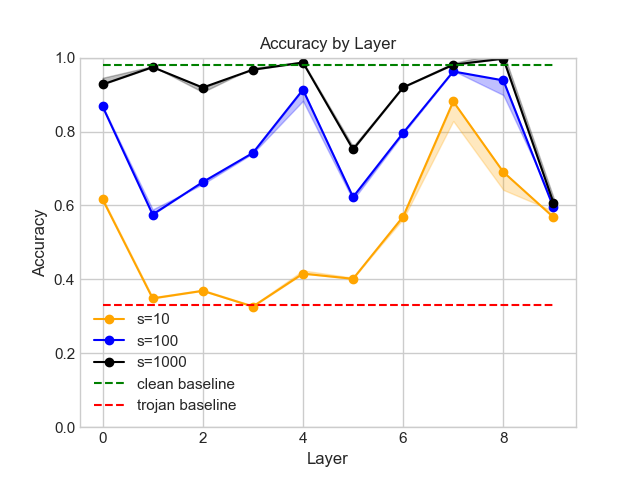 Accuracy by Layer
1.0
0.8
0.6
0.4
0.2
0.0
Accuracy
s=10
s=100
s=1000
clean baseline
trojan baseline
0 2 4 6 8
Layer